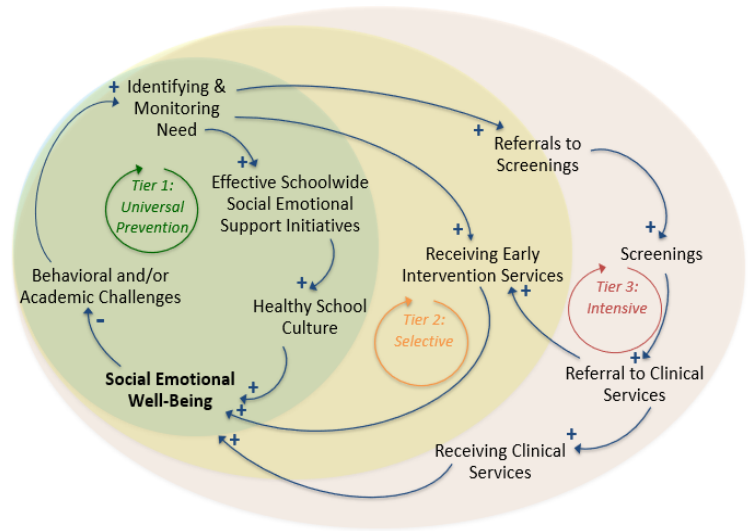 + Identifying &
Monitoring
Need
+
Referrals to
Screenings
+
Effective Schoolwide
Social Emotional
Support Initiatives
Tier 1:
Universal
Prevention
+
Receiving Early
Intervention Services
+
+
Screenings
Behavioral and/or
Academic Challenges
-
+
Healthy School
Culture
Tier 2:
Selective
Tier 3:
Intensive
+
Referral to Clinical
Services
Social Emotional
Well-Being
+
+
+
+
Receiving Clinical
Services